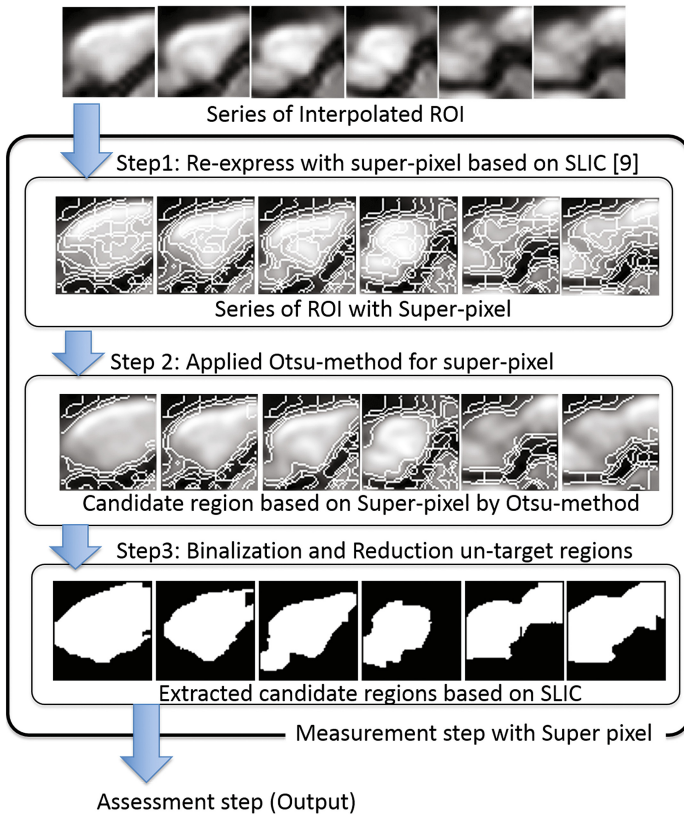 Series of Interpolated ROI
Step1: Re-express with super-pixel based on SLIC [9]
Series of ROI with Super-pixel
Step 2: Applied Otsu-method for super-pixel
Candidate region based on Super-pixel by Otsu-method
Step3: Binalization and Reduction un-target regions
Extracted candidate regions based on SLIC
Measurement step with Super pixel
Assessment step (Output)